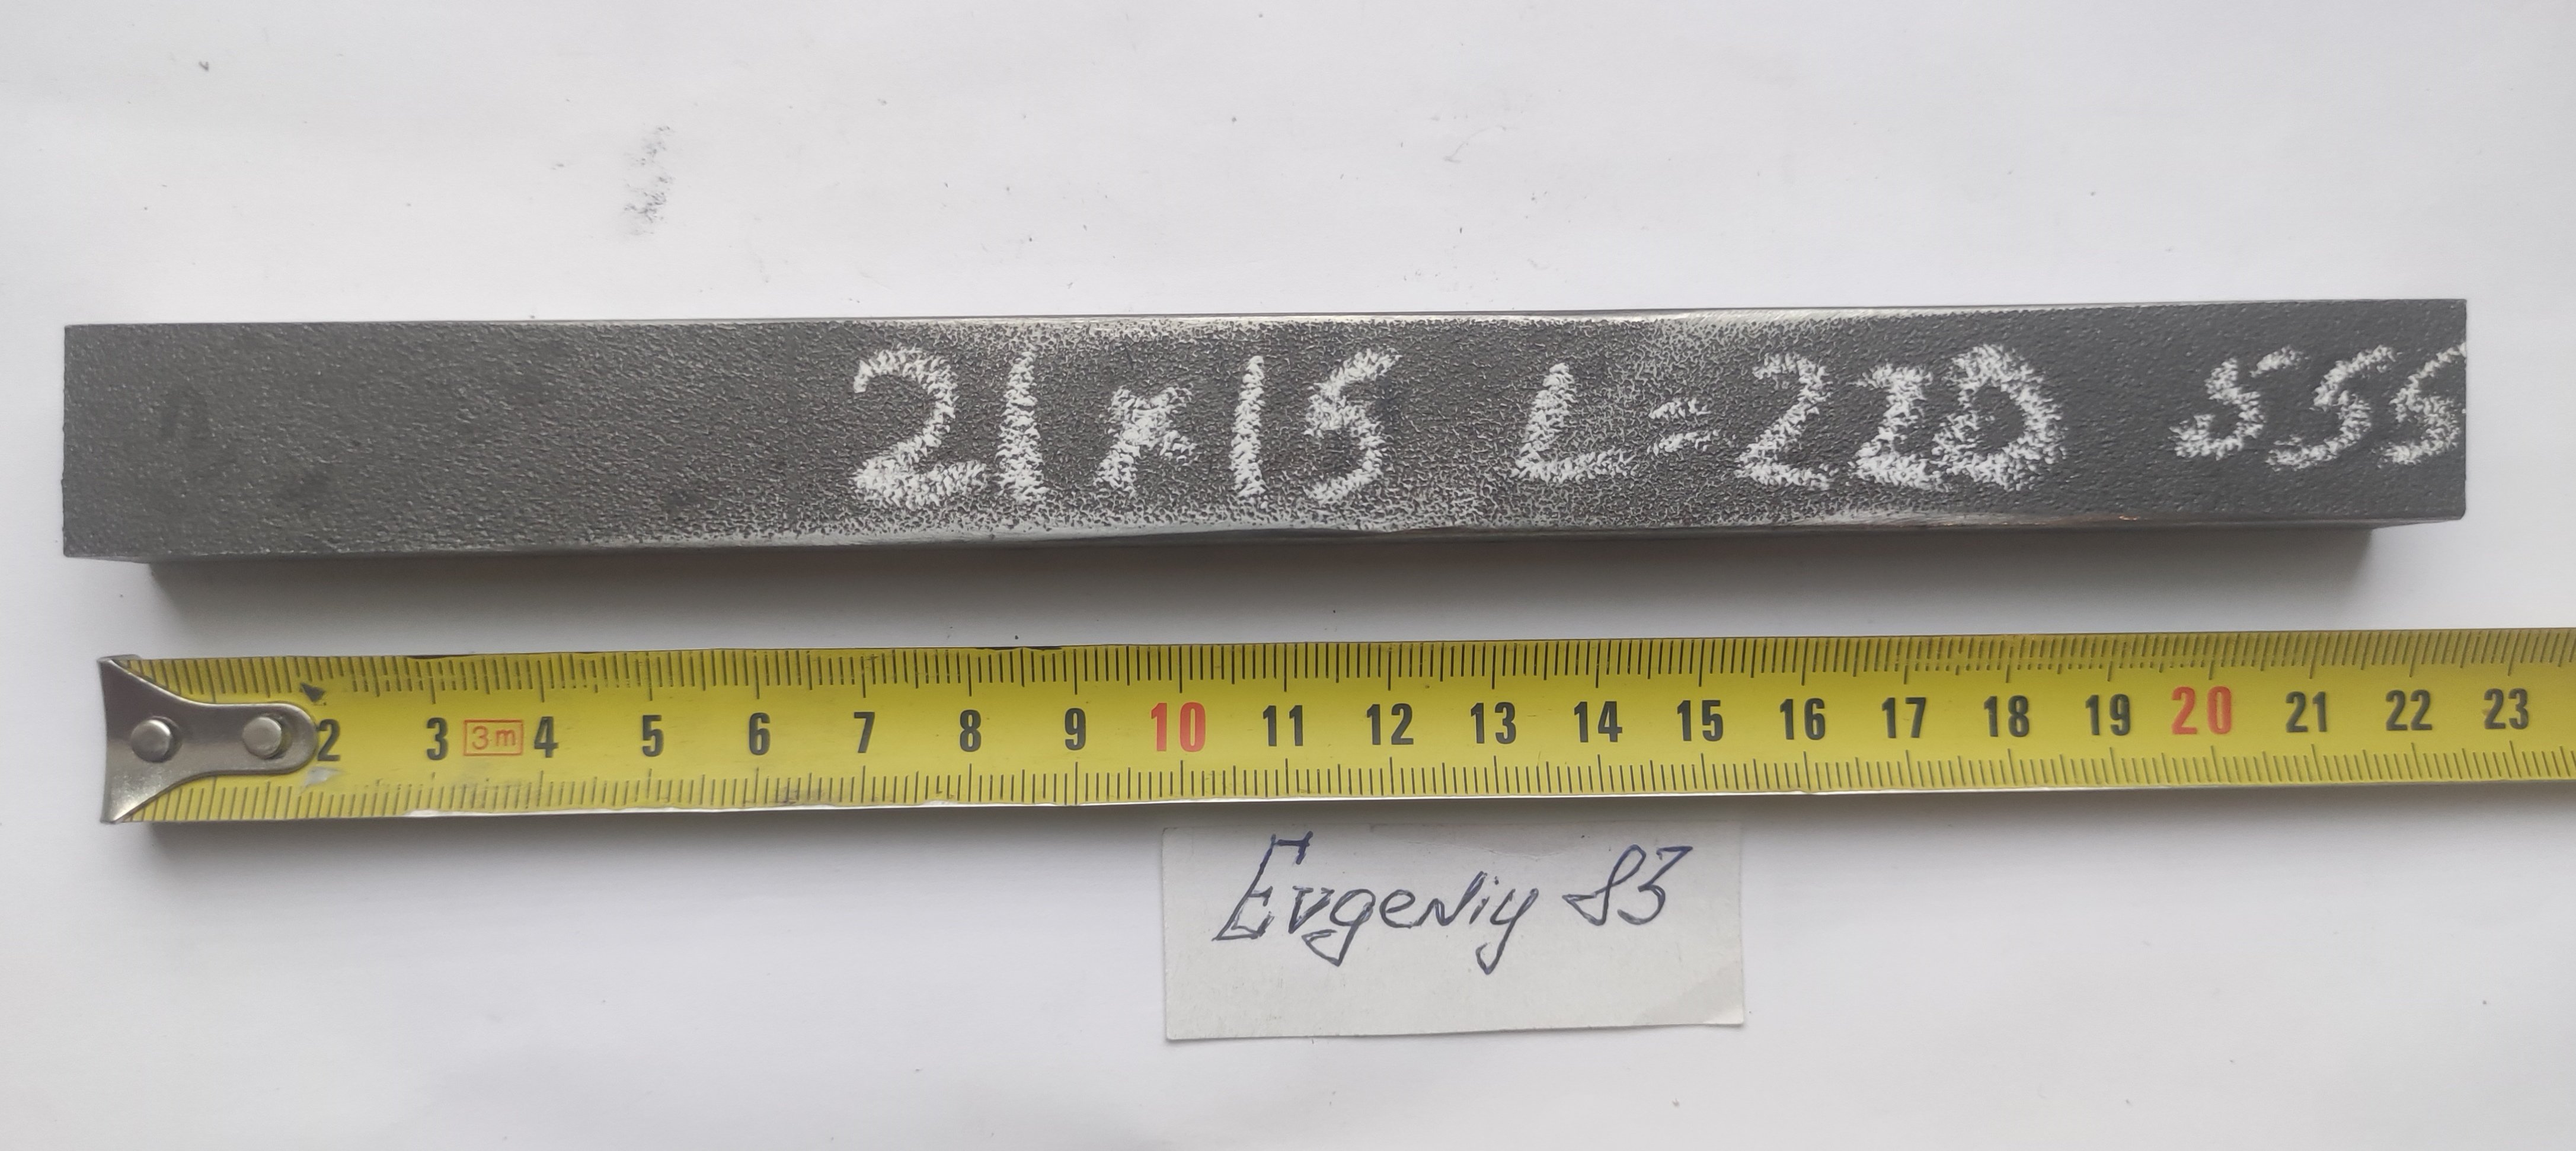 21x15 L=220 555
2 3 3m 4 5 6 7 8 9 10 11 12 13 14 15 16 17 18 19 20 21 22 23
Evgeniy 83